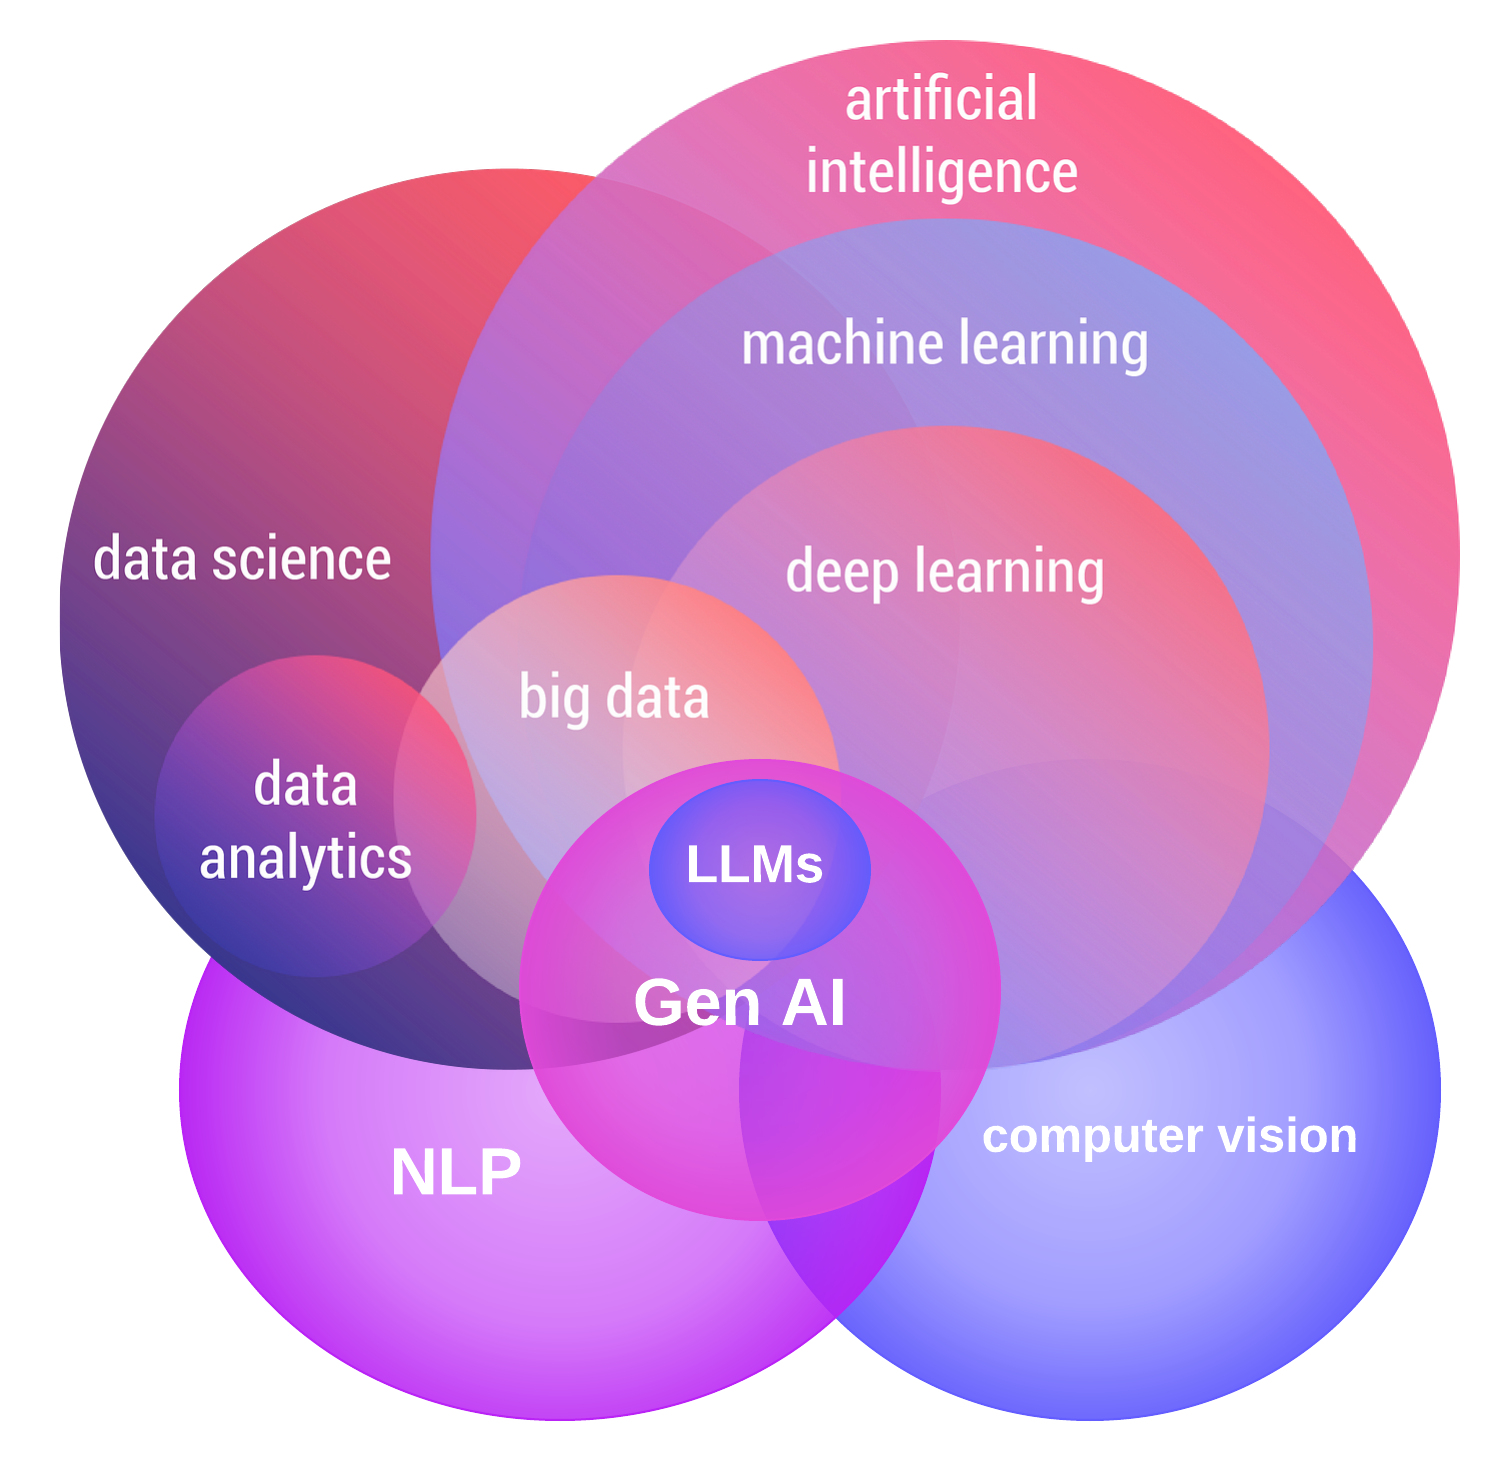 artificial
intelligence
machine learning
data science
deep learning
big data
data
analytics
LLMs
Gen AI
NLP
computer vision